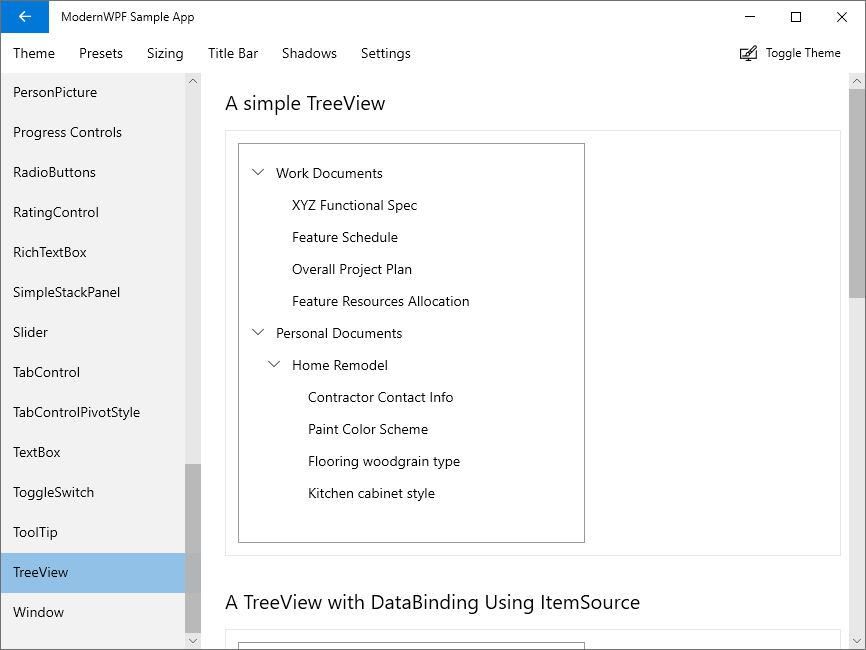 ModernWPF Sample App
Theme Presets Sizing Title Bar Shadows Settings Toggle Theme
PersonPicture
Progress Controls
RadioButtons
RatingControl
RichTextBox
SimpleStackPanel
Slider
TabControl
TabControlPivotStyle
TextBox
ToggleSwitch
ToolTip
TreeView
Window
A simple TreeView
Work Documents
XYZ Functional Spec
Feature Schedule
Overall Project Plan
Feature Resources Allocation
Personal Documents
Home Remodel
Contractor Contact Info
Paint Color Scheme
Flooring woodgrain type
Kitchen cabinet style
A TreeView with DataBinding Using ItemSource